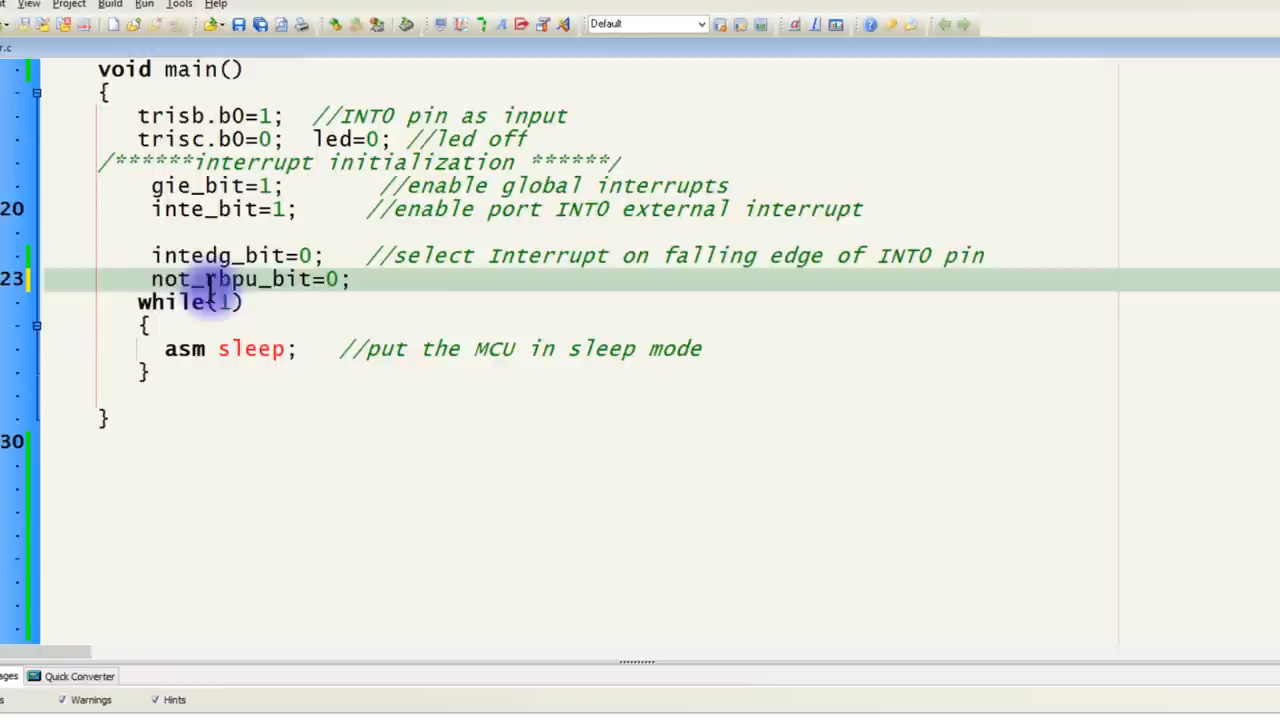 View Project Build Run Tools Help
Default
r.c
void main()
{
trisb.b0=1; //INT0 pin as input
trisc.b0=0; led=0; //led off
/******interrupt initialization ******/
gie_bit=1; //enable global interrupts
20 inte_bit=1; //enable port INT0 external interrupt
intedg_bit=0; //select Interrupt on falling edge of INT0 pin
23 not_rbpu_bit=0;
while(1)
{
asm sleep; //put the MCU in sleep mode
}
}
30
ages Quick Converter
s Warnings Hints